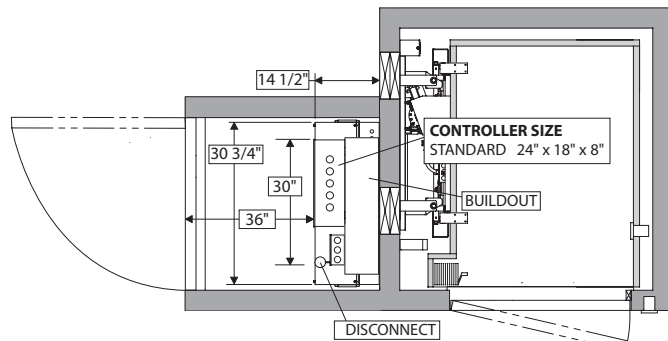 14 1/2"
CONTROLLER SIZE
STANDARD 24" x 18" x 8"
30 3/4"
30"
BUILDOUT
36"
DISCONNECT